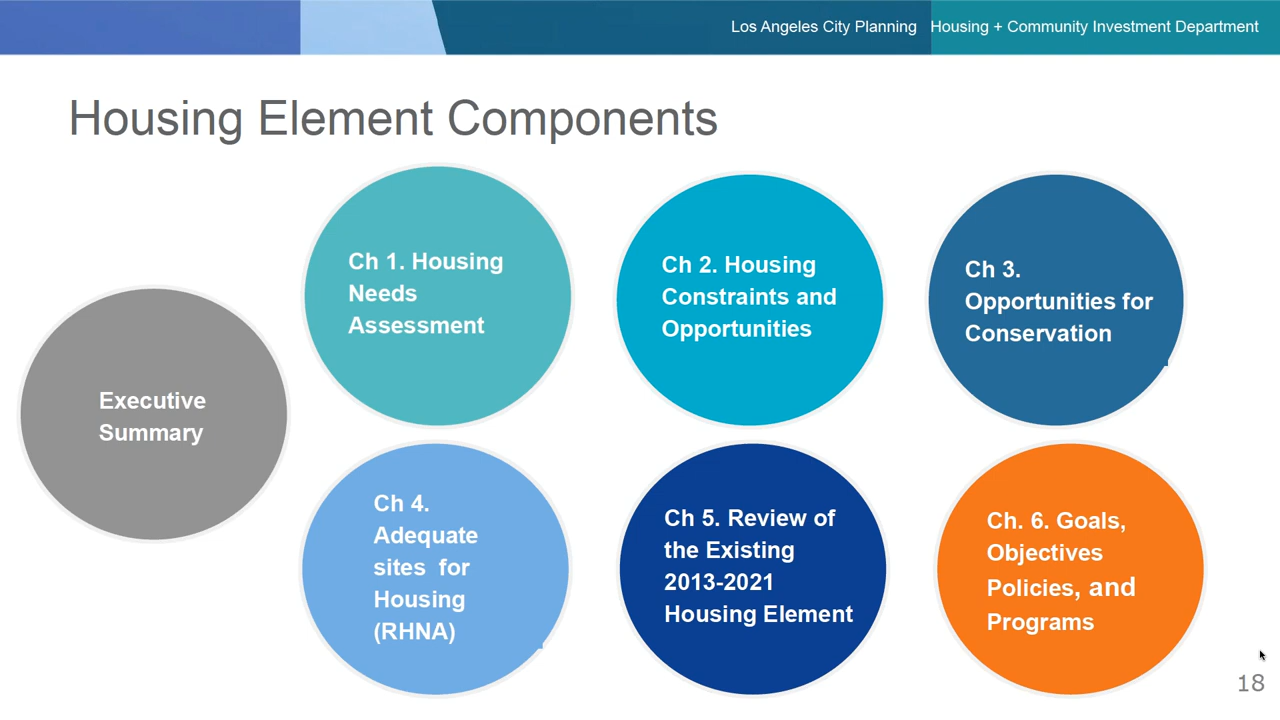 Los Angeles City Planning Housing + Community Investment Department
Housing Element Components
Executive
Summary
Ch 1. Housing
Needs
Assessment
Ch 2. Housing
Constraints and
Opportunities
Ch 3.
Opportunities for
Conservation
Ch 4.
Adequate
sites for
Housing
(RHNA)
Ch 5. Review of
the Existing
2013-2021
Housing Element
Ch. 6. Goals,
Objectives
Policies, and
Programs
18